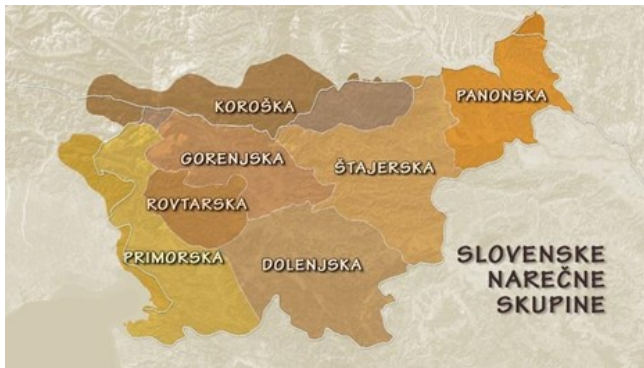 KOROŠKA
PANONSKA
GORENJSKA
ŠTAJERSKA
ROVTARSKA
PRIMORSKA
DOLENJSKA
SLOVENSKE
NAREČNE
SKUPINE